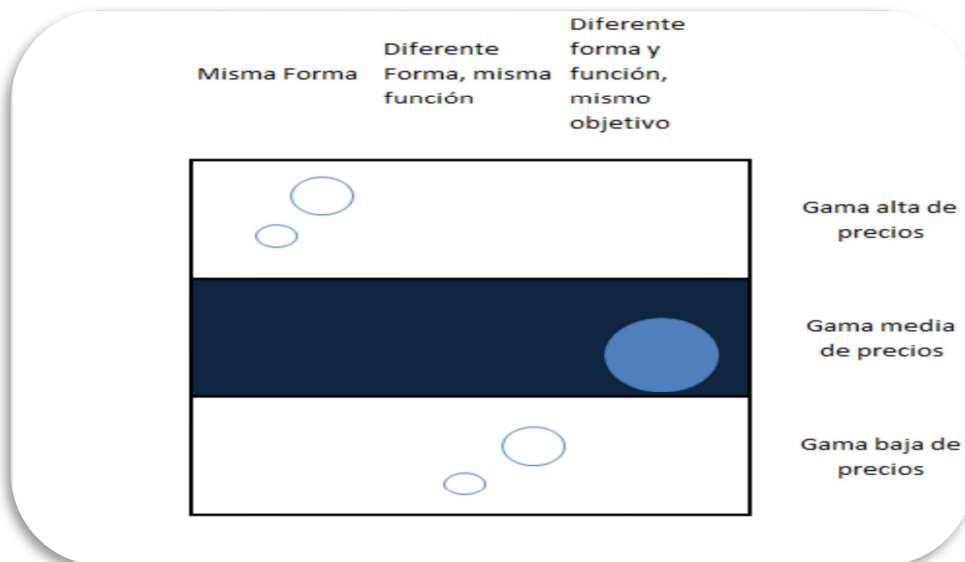 Misma Forma
Diferente
Forma, misma
función
Diferente
forma y
función,
mismo
objetivo
Gama alta de
precios
Gama media
de precios
Gama baja de
precios